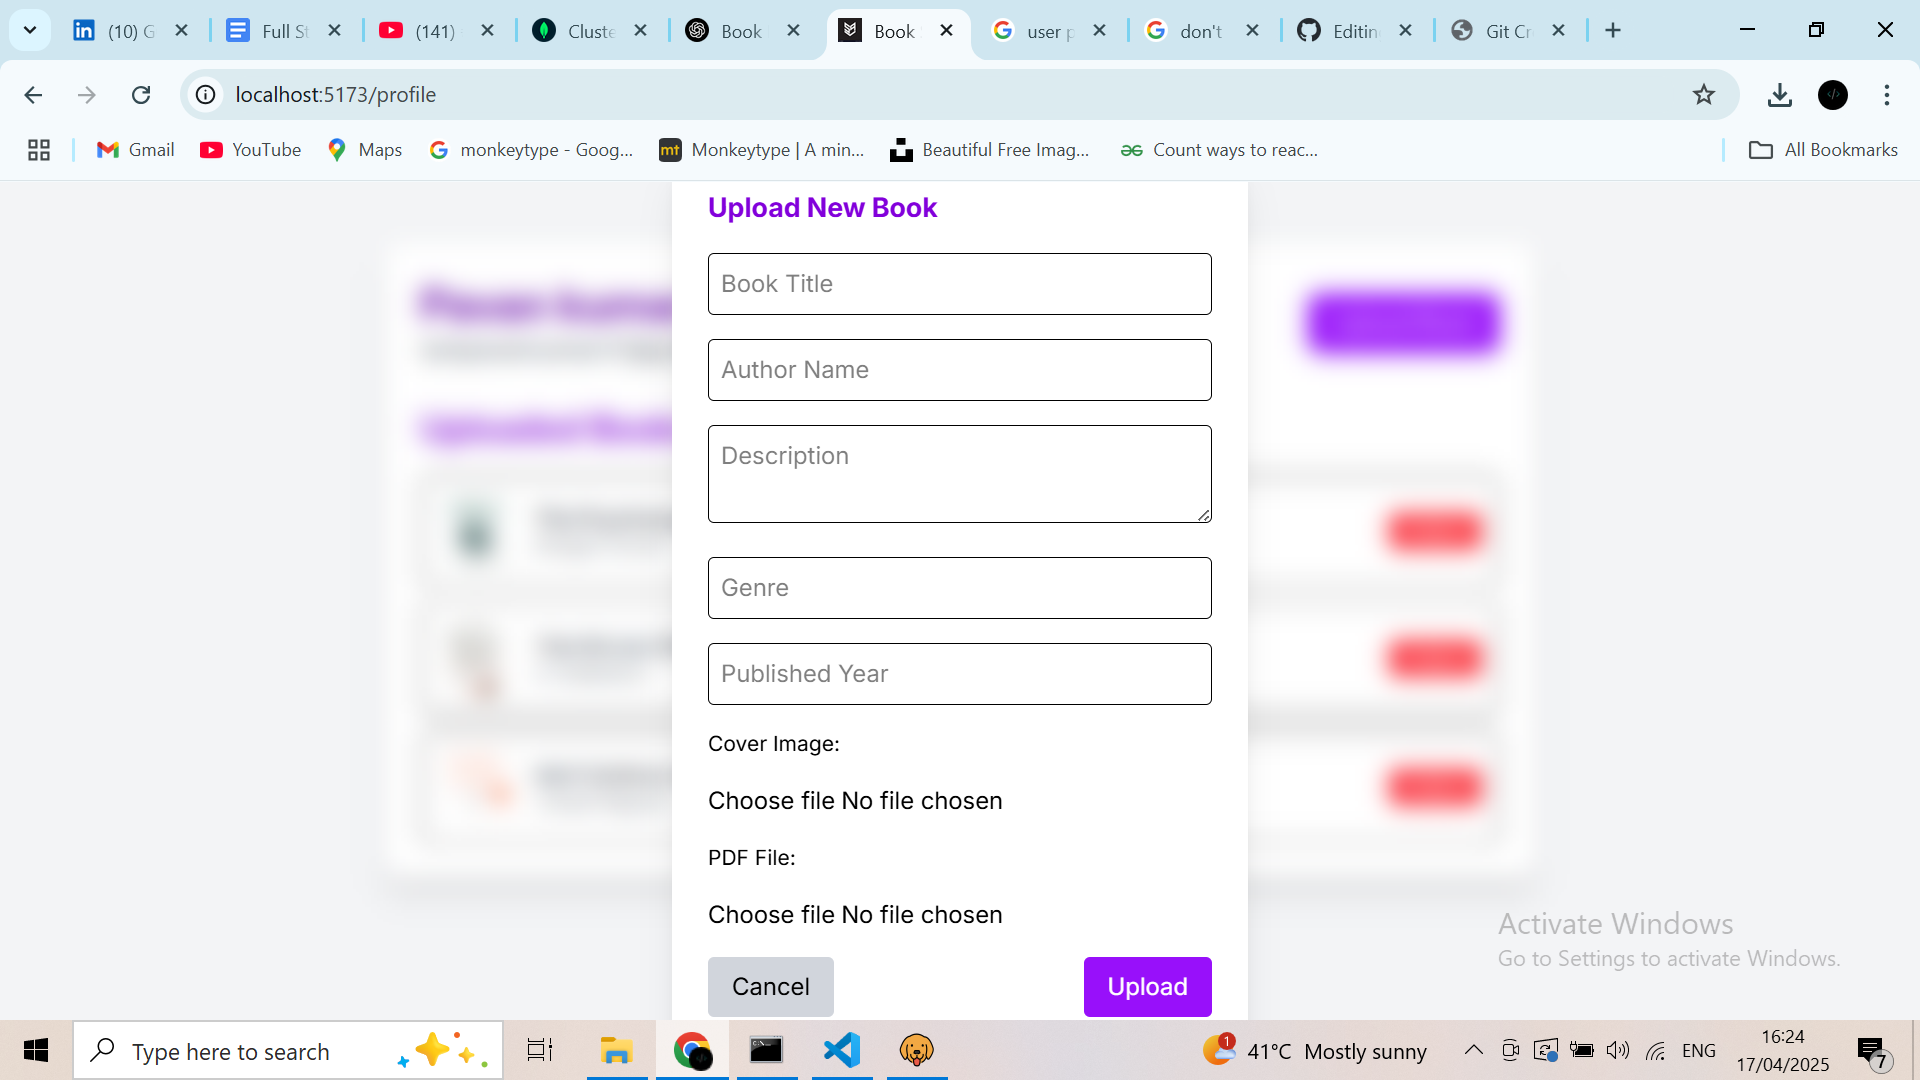 (10) G
Full St
(141)
Cluste
Book
Book
user p
don't
Editin
Git Cr
localhost:5173/profile
Gmail
YouTube
Maps
monkeytype - Goog...
mt
Monkeytype | A min...
Beautiful Free Imag...
Count ways to reac...
All Bookmarks
Upload New Book
Book Title
Author Name
Description
Genre
Published Year
Cover Image:
Choose file No file chosen
PDF File:
Choose file No file chosen
Cancel
Upload
Activate Windows
Go to Settings to activate Windows.
Type here to search
1
41°C Mostly sunny
ENG
16:24
17/04/2025
7